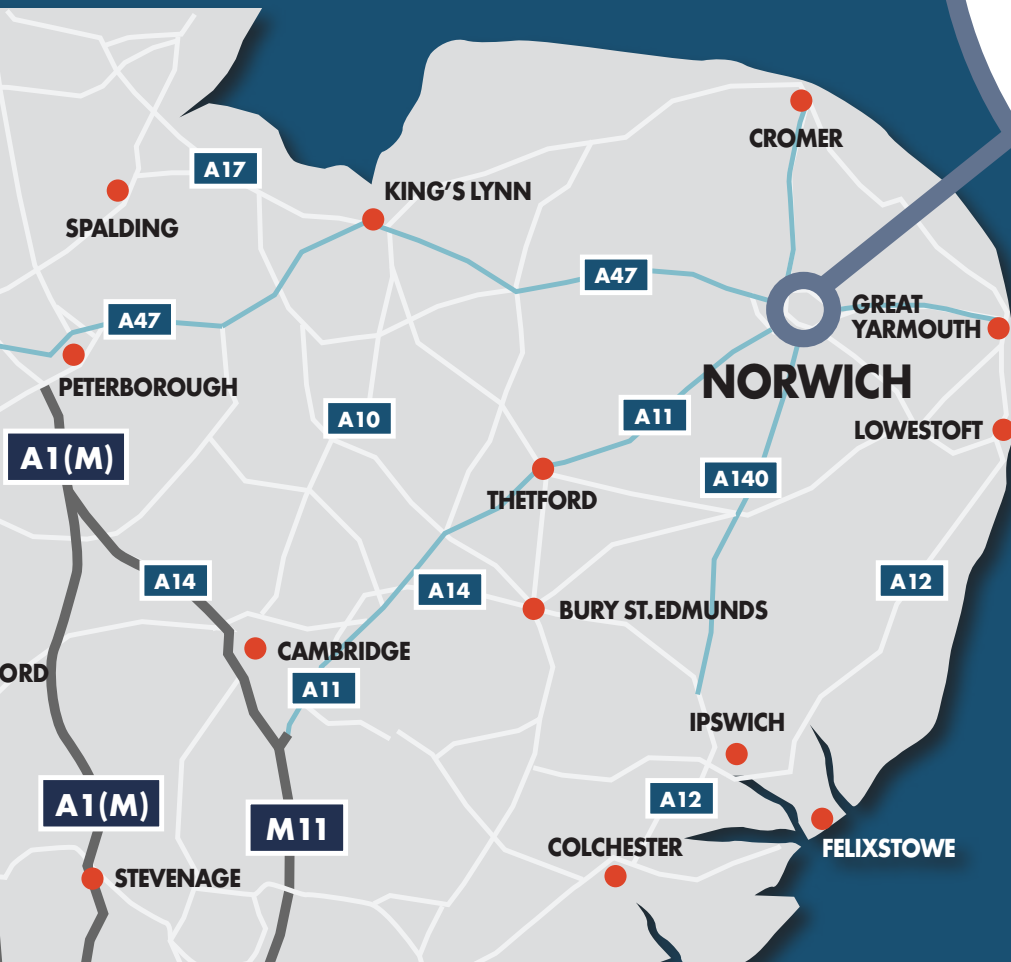 CROMER
A17
KING'S LYNN
SPALDING
A47
GREAT
YARMOUTH
A47
PETERBOROUGH
NORWICH
A10
A11
LOWESTOFT
A1(M)
A140
THETFORD
A14
A14
A12
BURY ST.EDMUNDS
CAMBRIDGE
ORD
A11
IPSWICH
A1(M)
A12
M11
COLCHESTER
FELIXSTOWE
STEVENAGE